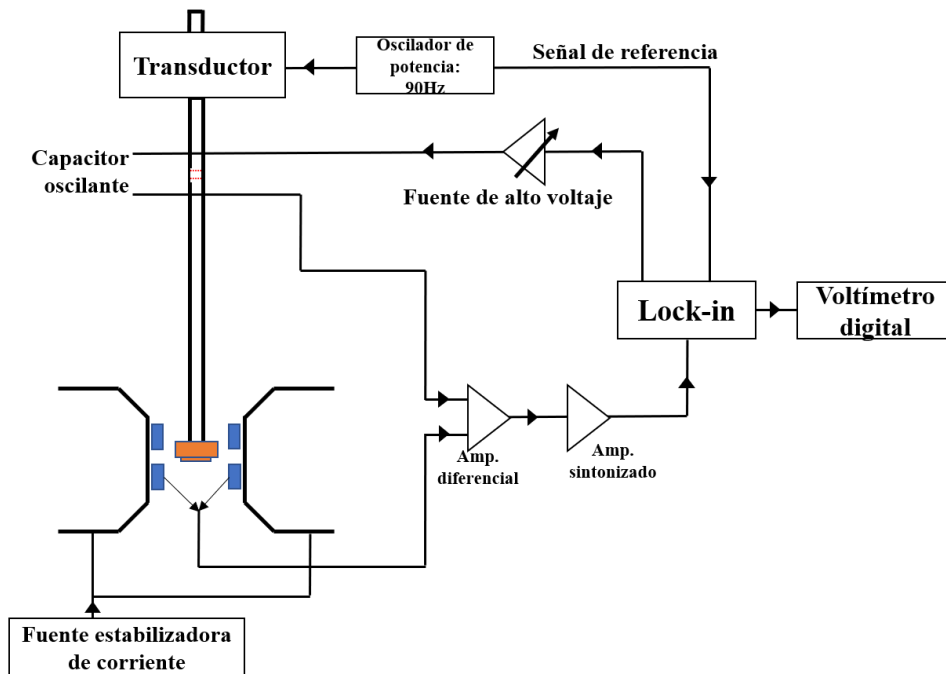 Transductor
Oscilador de
potencia:
90Hz
Señal de referencia
Capacitor
oscilante
Fuente de alto voltaje
Lock-in
Voltímetro
digital
Amp.
diferencial
Amp.
sintonizado
Fuente estabilizadora
de corriente